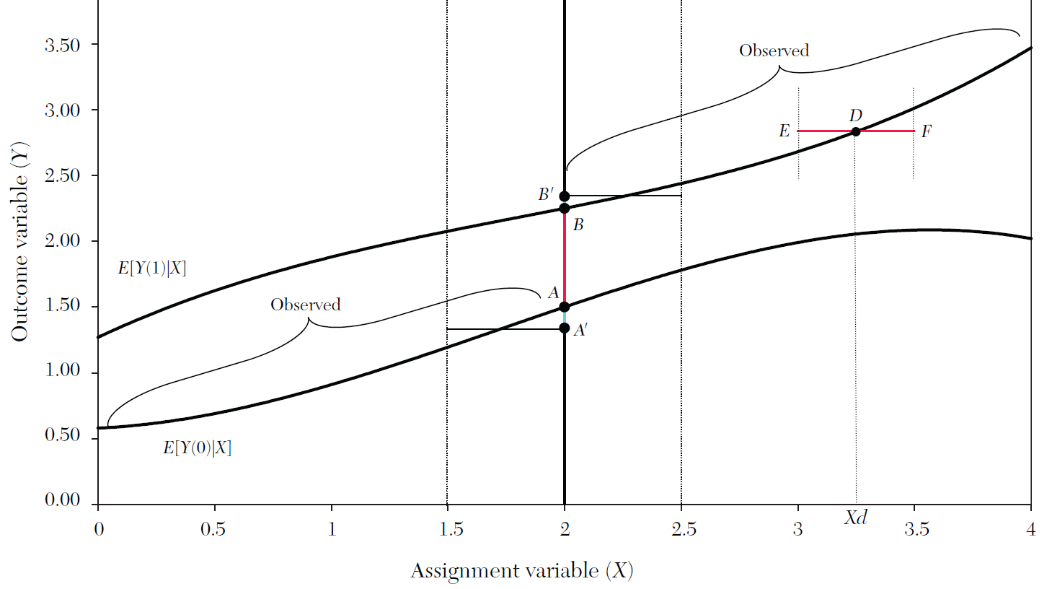 3.50
3.00
2.50
2.00
1.50
1.00
0.50
0.00
Outcome variable (Y)
Observed
D
E
F
B′
B
E[Y(1)|X]
Observed
A
A′
E[Y(0)|X]
0
0.5
1
1.5
2
2.5
3
Xd
3.5
4
Assignment variable (X)